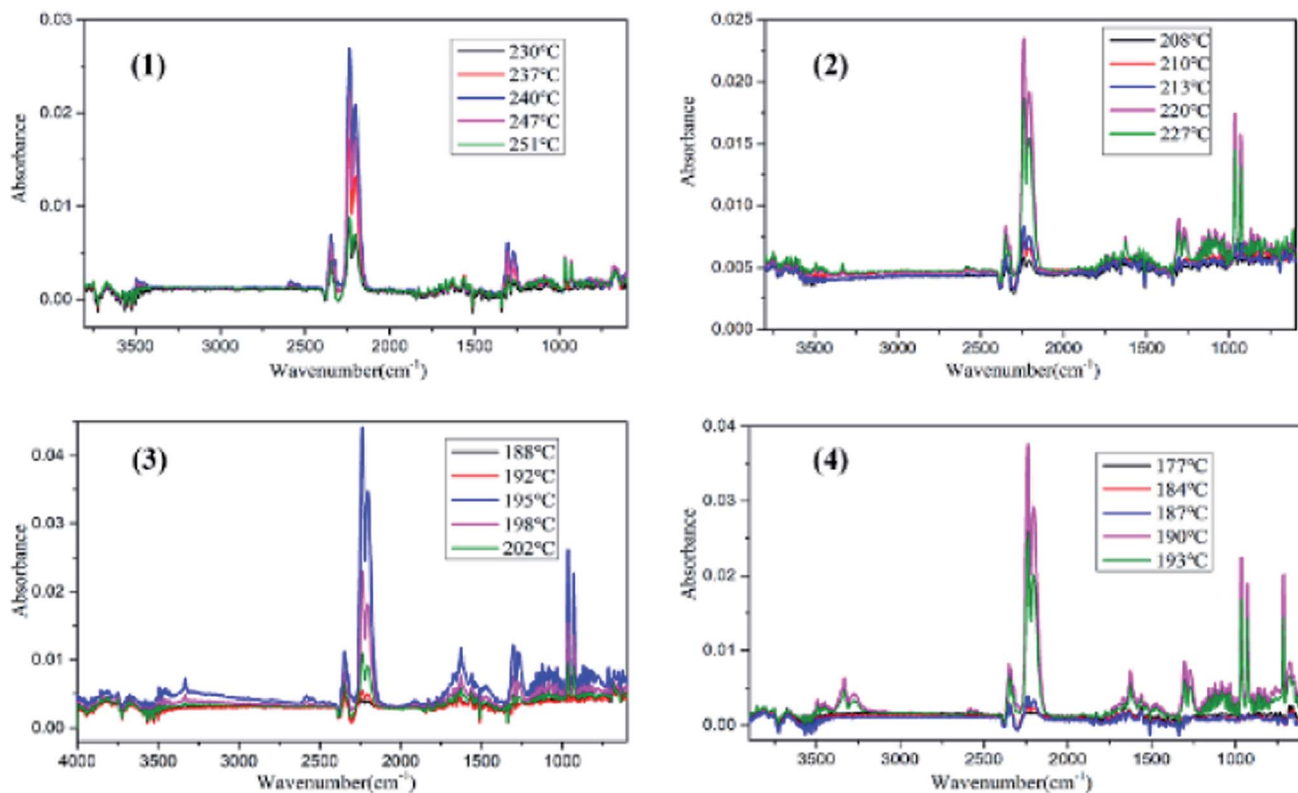 (1)
230°C
237°C
240°C
247°C
251°C
Absorbance
0.03
0.02
0.01
0.00
3500 3000 2500 2000 1500 1000
Wavenumber(cm-1)
(2)
208°C
210°C
213°C
220°C
227°C
Absorbance
0.025
0.020
0.015
0.010
0.005
0.000
3500 3000 2500 2000 1500 1000
Wavenumber(cm-1)
(3)
188°C
192°C
195°C
198°C
202°C
Absorbance
0.04
0.03
0.02
0.01
0.00
4000 3500 3000 2500 2000 1500 1000
Wavenumber(cm-1)
(4)
177°C
184°C
187°C
190°C
193°C
Absorbance
0.04
0.03
0.02
0.01
0.00
3500 3000 2500 2000 1500 1000
Wavenumber(cm-1)